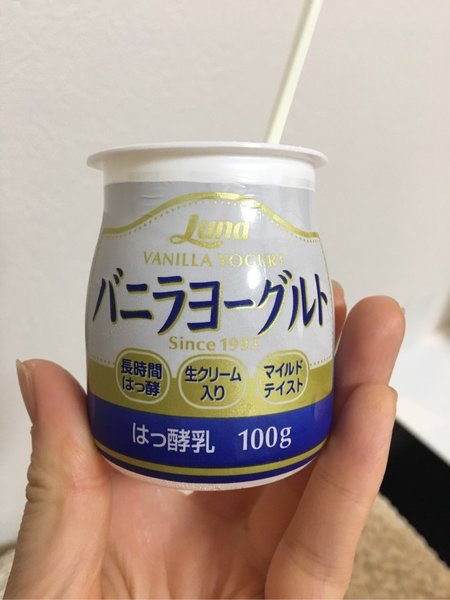 Luna
VANILLA YOGURT
バニラヨーグルト
Since 1993
長時間
はっ酵
生クリーム
入り
マイルド
テイスト
はっ酵乳 100g